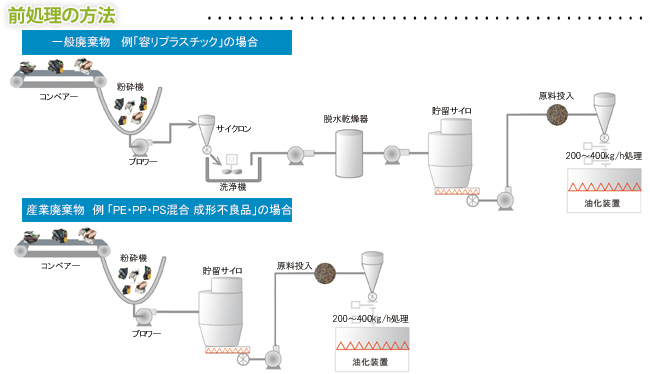 前処理の方法
一般廃棄物 例「容リプラスチック」の場合
コンベアー
粉砕機
ブロワー
サイクロン
洗浄機
脱水乾燥器
貯留サイロ
原料投入
200～400kg/h処理
油化装置
産業廃棄物 例「PE・PP・PS混合 成形不良品」の場合
コンベアー
粉砕機
ブロワー
貯留サイロ
原料投入
200～400kg/h処理
油化装置